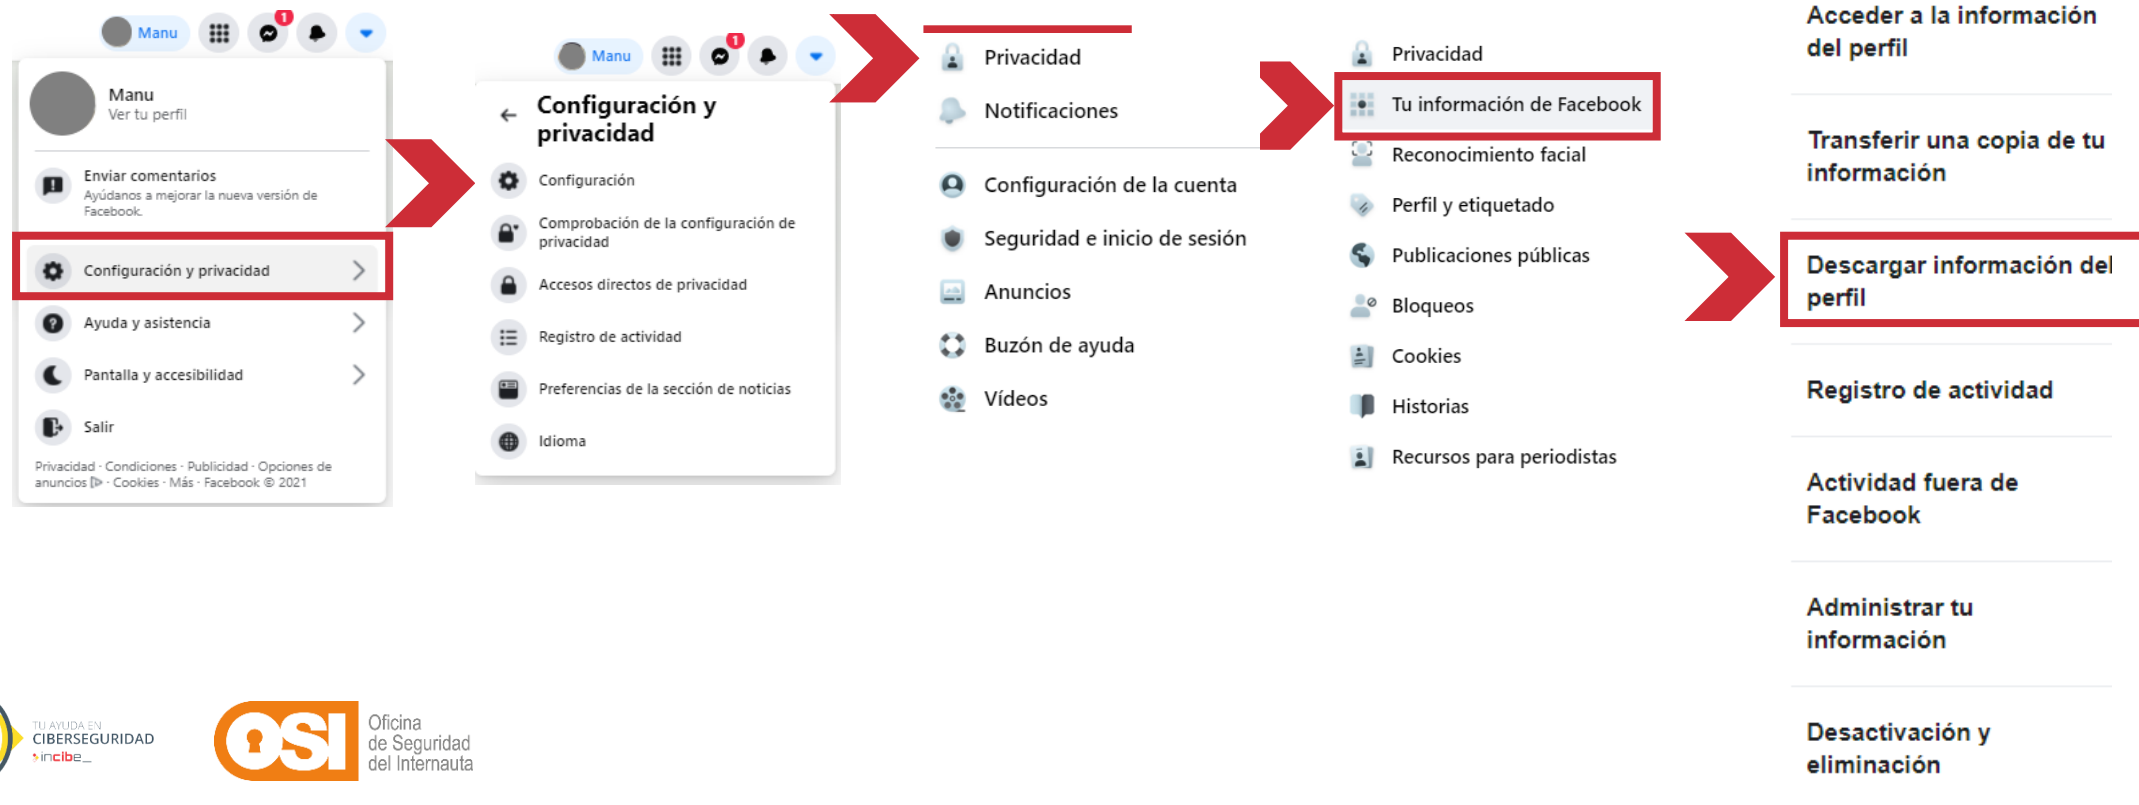 Manu
1
Manu
Ver tu perfil
Enviar comentarios
Ayúdanos a mejorar la nueva versión de
Facebook.
Configuración y privacidad
Ayuda y asistencia
Pantalla y accesibilidad
Salir
Privacidad · Condiciones · Publicidad · Opciones de
anuncios · Cookies · Más · Facebook © 2021
Manu
1
Configuración y
privacidad
Configuración
Comprobación de la configuración de
privacidad
Accesos directos de privacidad
Registro de actividad
Preferencias de la sección de noticias
Idioma
Privacidad
Notificaciones
Configuración de la cuenta
Seguridad e inicio de sesión
Anuncios
Buzón de ayuda
Vídeos
Privacidad
Tu información de Facebook
Reconocimiento facial
Perfil y etiquetado
Publicaciones públicas
Bloqueos
Cookies
Historias
Recursos para periodistas
Acceder a la información
del perfil
Transferir una copia de tu
información
Descargar información del
perfil
Registro de actividad
Actividad fuera de
Facebook
Administrar tu
información
Desactivación y
eliminación
TU AYUDA EN
CIBERSEGURIDAD
incibe_
OSI
Oficina
de Seguridad
del Internauta